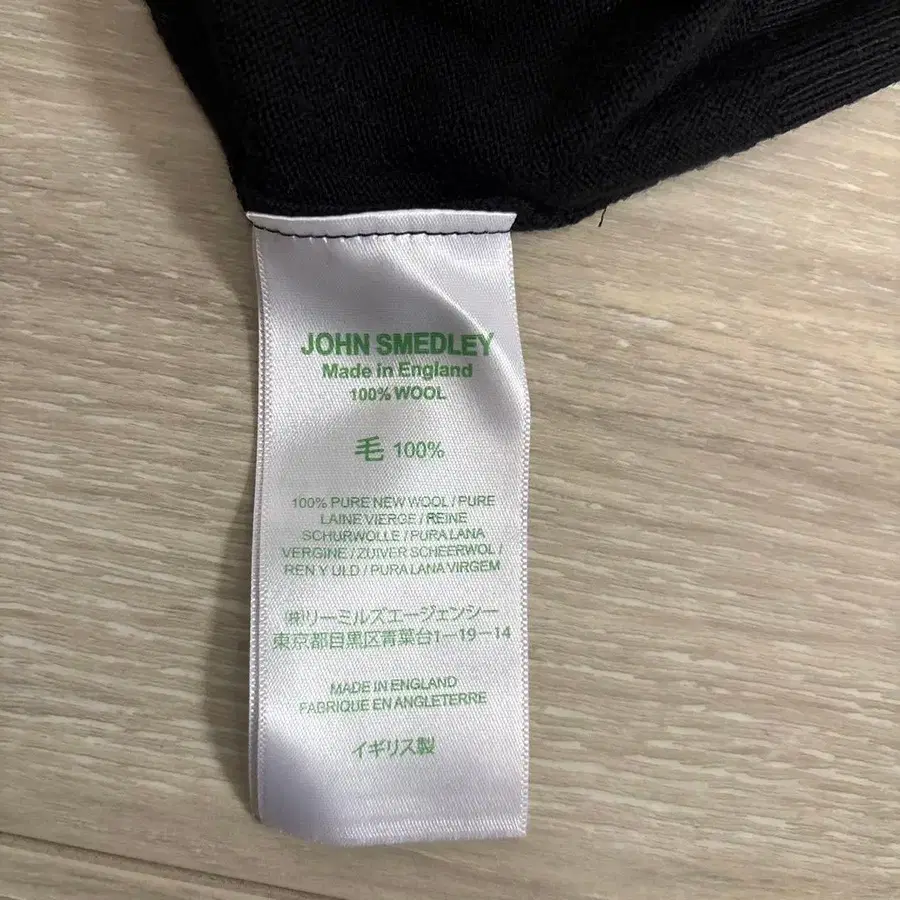 JOHN SMEDLEY
Made in England
100% WOOL
毛 100%
100% PURE NEW WOOL / PURE
LAINE VIERGE / REINE
SCHURWOLLE / PURA LANA
VERGINE / ZUIVER SCHEERWOL /
REN Y ULD / PURA LANA VIRGEM
㈱リーミルズエージェンシー
東京都目黒区青葉台1-19-14
MADE IN ENGLAND
FABRIQUE EN ANGLETERRE
イギリス製